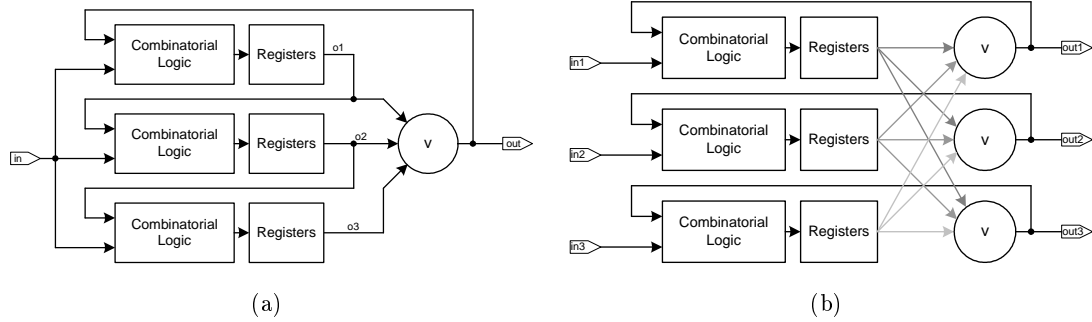 Combinatorial
Logic
Registers
o1
in
Combinatorial
Logic
Registers
o2
v
out
Combinatorial
Logic
Registers
o3
(a)
in1
Combinatorial
Logic
Registers
v
out1
in2
Combinatorial
Logic
Registers
v
out2
in3
Combinatorial
Logic
Registers
v
out3
(b)